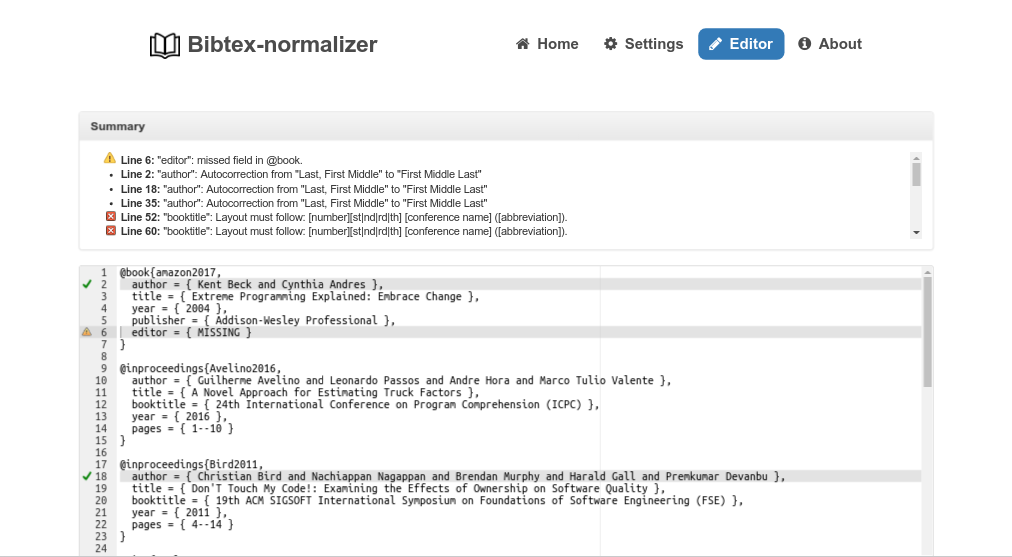 Bibtex-normalizer
Home Settings Editor About
Summary
Line 6: "editor": missed field in @book.
• Line 2: "author": Autocorrection from "Last, First Middle" to "First Middle Last"
• Line 18: "author": Autocorrection from "Last, First Middle" to "First Middle Last"
• Line 35: "author": Autocorrection from "Last, First Middle" to "First Middle Last"
Line 52: "booktitle": Layout must follow: [number][st|nd|rd|th] [conference name] ([abbreviation]).
Line 60: "booktitle": Layout must follow: [number][st|nd|rd|th] [conference name] ([abbreviation]).
1 @book{amazon2017,
2 author = { Kent Beck and Cynthia Andres },
3 title = { Extreme Programming Explained: Embrace Change },
4 year = { 2004 },
5 publisher = { Addison-Wesley Professional },
6 editor = { MISSING }
7 }
8
9 @inproceedings{Avelino2016,
10 author = { Guilherme Avelino and Leonardo Passos and Andre Hora and Marco Tulio Valente },
11 title = { A Novel Approach for Estimating Truck Factors },
12 booktitle = { 24th International Conference on Program Comprehension (ICPC) },
13 year = { 2016 },
14 pages = { 1--10 }
15 }
16
17 @inproceedings{Bird2011,
18 author = { Christian Bird and Nachiappan Nagappan and Brendan Murphy and Harald Gall and Premkumar Devanbu },
19 title = { Don'T Touch My Code!: Examining the Effects of Ownership on Software Quality },
20 booktitle = { 19th ACM SIGSOFT International Symposium on Foundations of Software Engineering (FSE) },
21 year = { 2011 },
22 pages = { 4--14 }
23 }
24